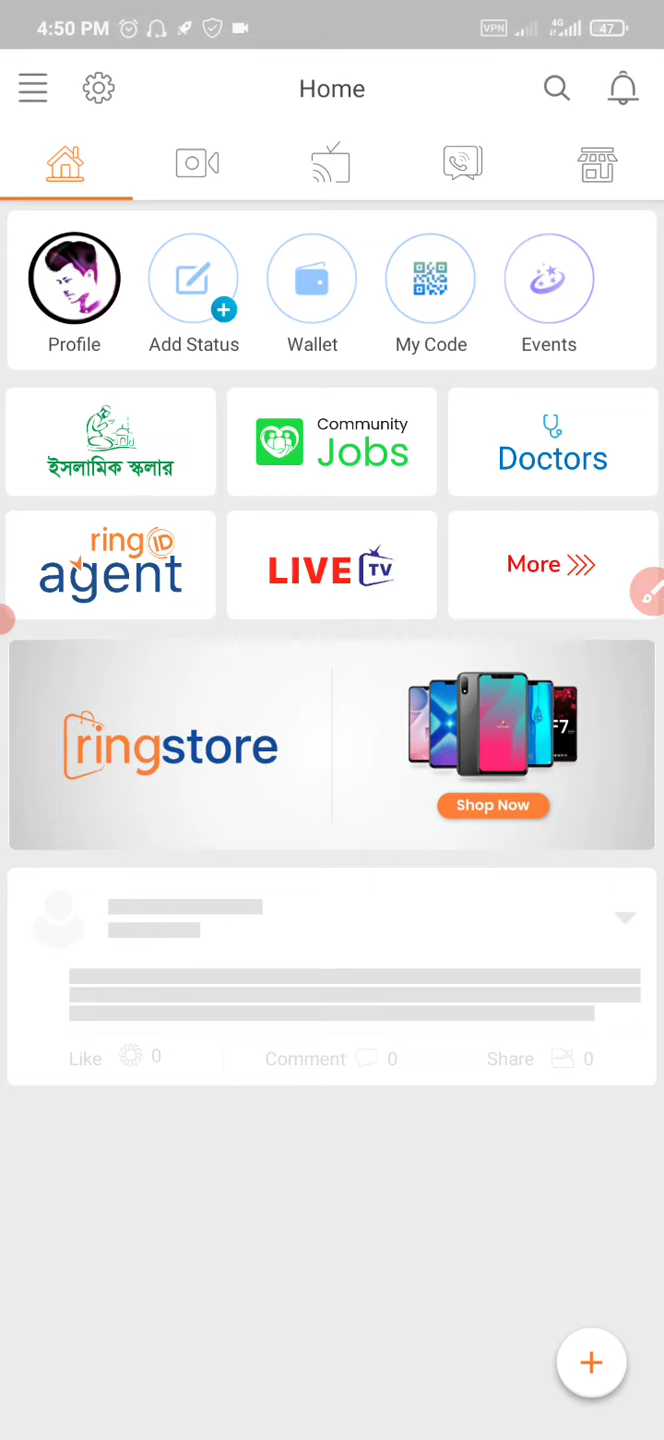 4:50 PM VPN 4G 47
Home
Profile
Add Status
Wallet
My Code
Events
ইসলামিক স্কলার
Community
Jobs
Doctors
ring ID
agent
LIVE TV
More
ringstore
F7
Shop Now
Like 0 Comment 0 Share 0